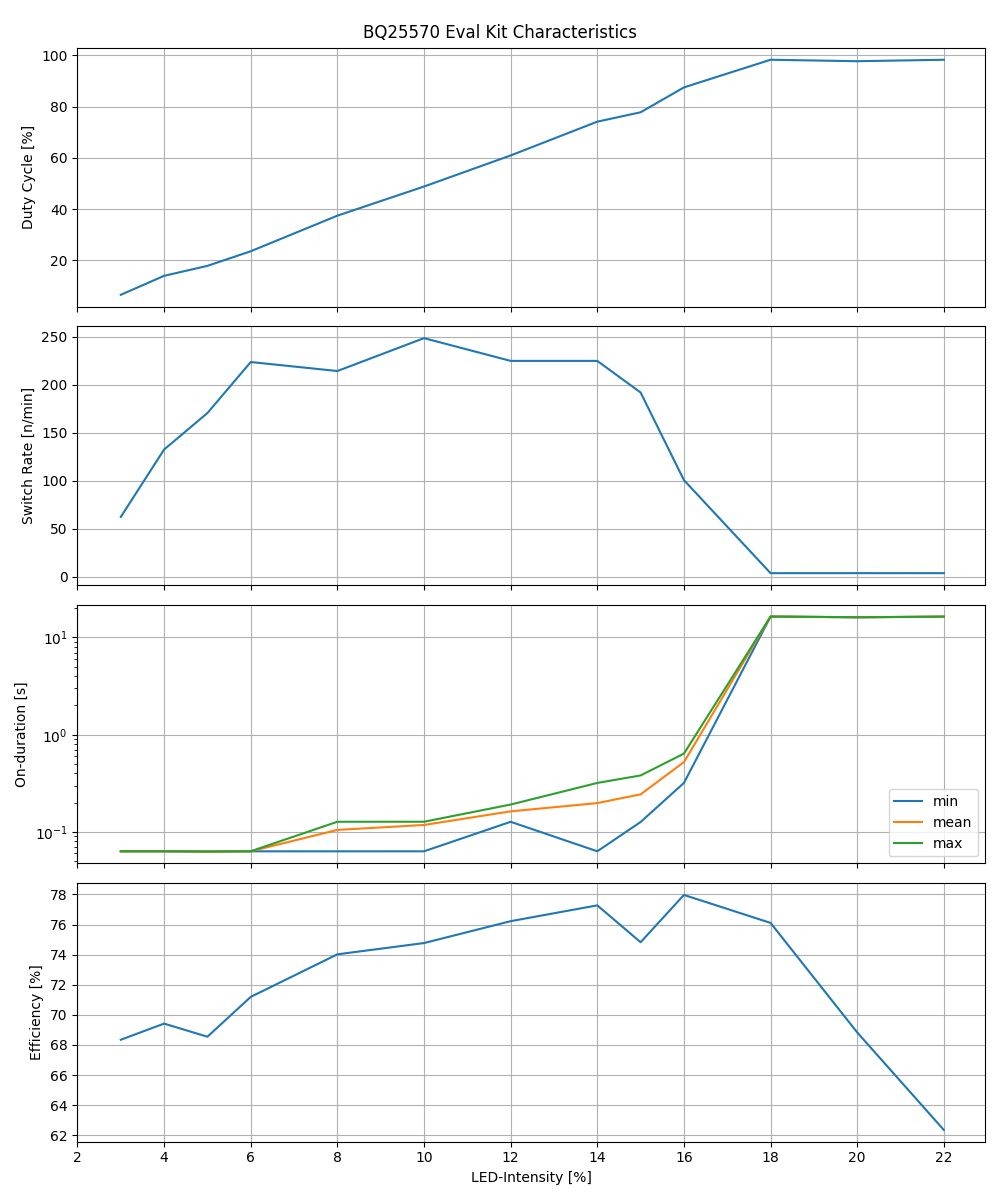 BQ25570 Eval Kit Characteristics
100
80
60
40
20
Duty Cycle [%]
250
200
150
100
50
0
Switch Rate [n/min]
10¹
10⁰
10⁻¹
On-duration [s]
min
mean
max
78
76
74
72
70
68
66
64
62
Efficiency [%]
2 4 6 8 10 12 14 16 18 20 22
LED-Intensity [%]